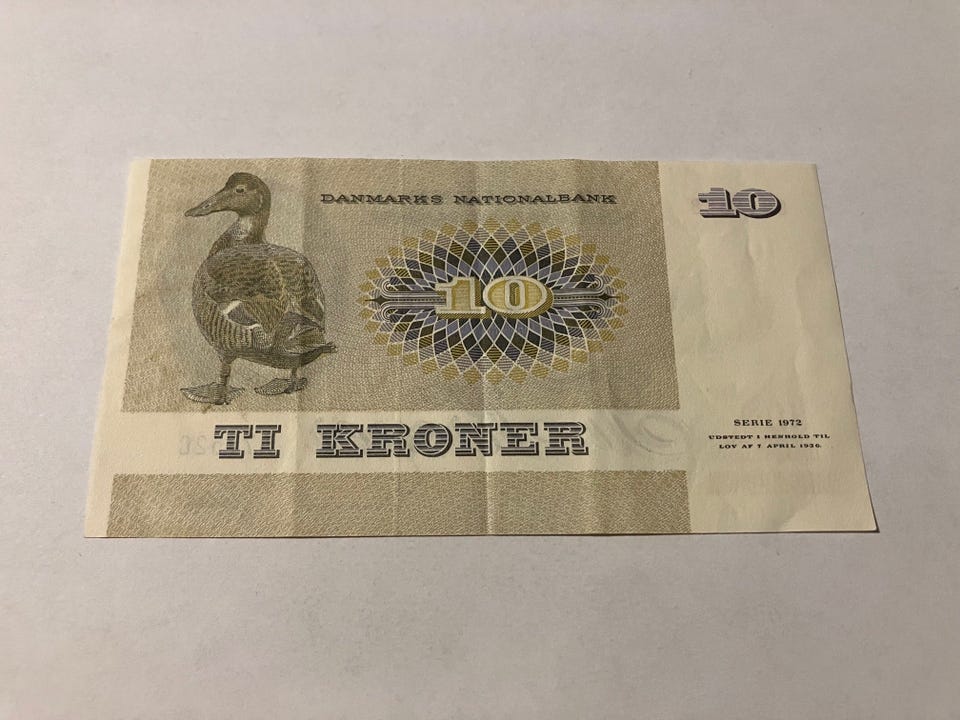 DANMARKS NATIONALBANK
10
10
TI KRONER
SERIE 1972
UDSTEDT I HENHOLD TIL
LOV AF 7. APRIL 1936.